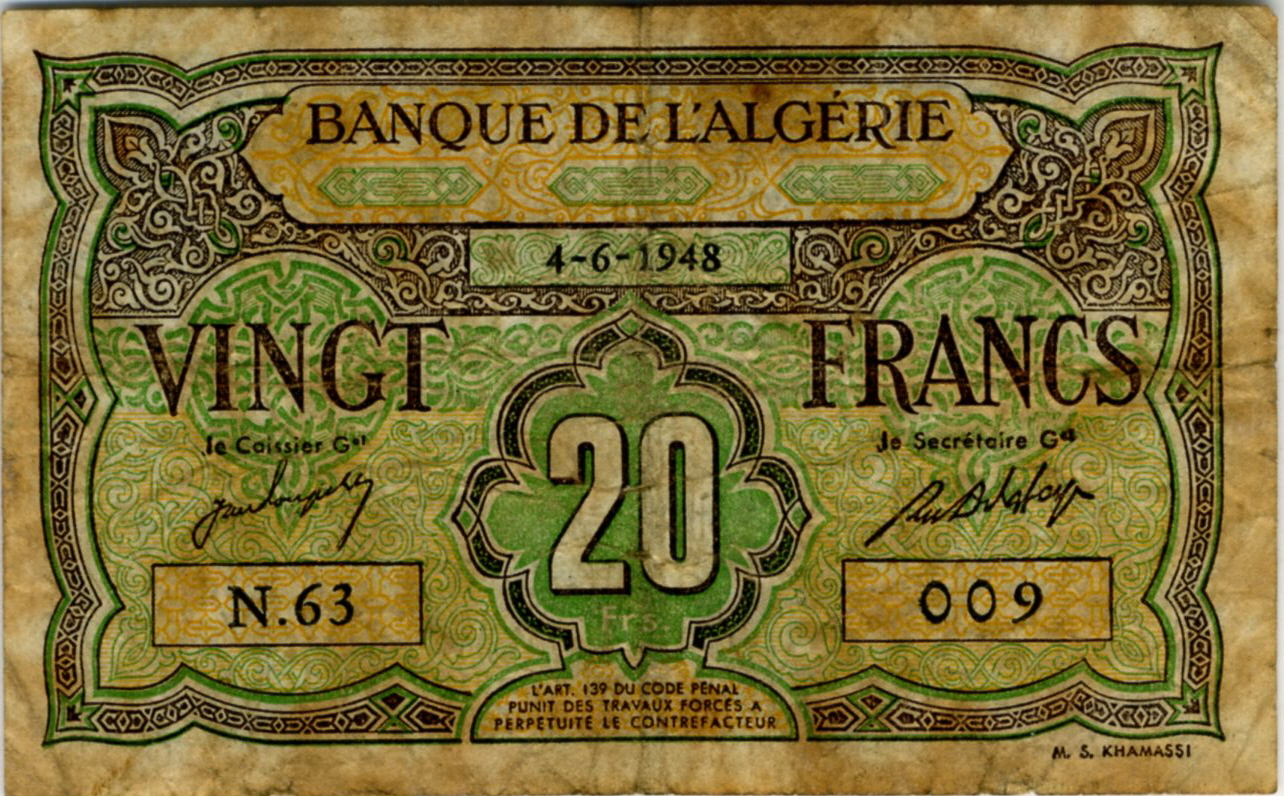 BANQUE DE L'ALGÉRIE
4-6-1948
VINGT FRANCS
le Caissier Gᵃˡ
le Secrétaire Gᵃˡ
20
Frs.
N.63
009
L'ART. 139 DU CODE PÉNAL
PUNIT DES TRAVAUX FORCÉS A
PERPÉTUITÉ LE CONTREFACTEUR
M. S. KHAMASSI